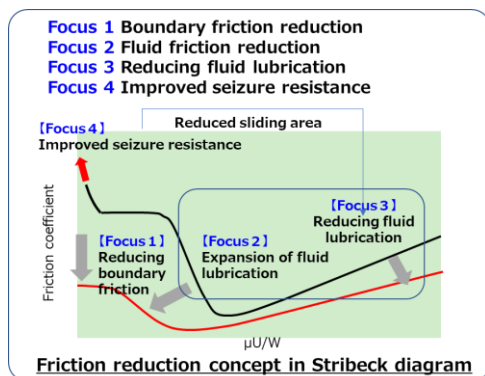 Focus 1 Boundary friction reduction
Focus 2 Fluid friction reduction
Focus 3 Reducing fluid lubrication
Focus 4 Improved seizure resistance
Reduced sliding area
【Focus 4】
Improved seizure resistance
【Focus 3】
Reducing fluid
lubrication
【Focus 1】
Reducing
boundary
friction
【Focus 2】
Expansion of fluid
lubrication
Friction coefficient
μU/W
Friction reduction concept in Stribeck diagram